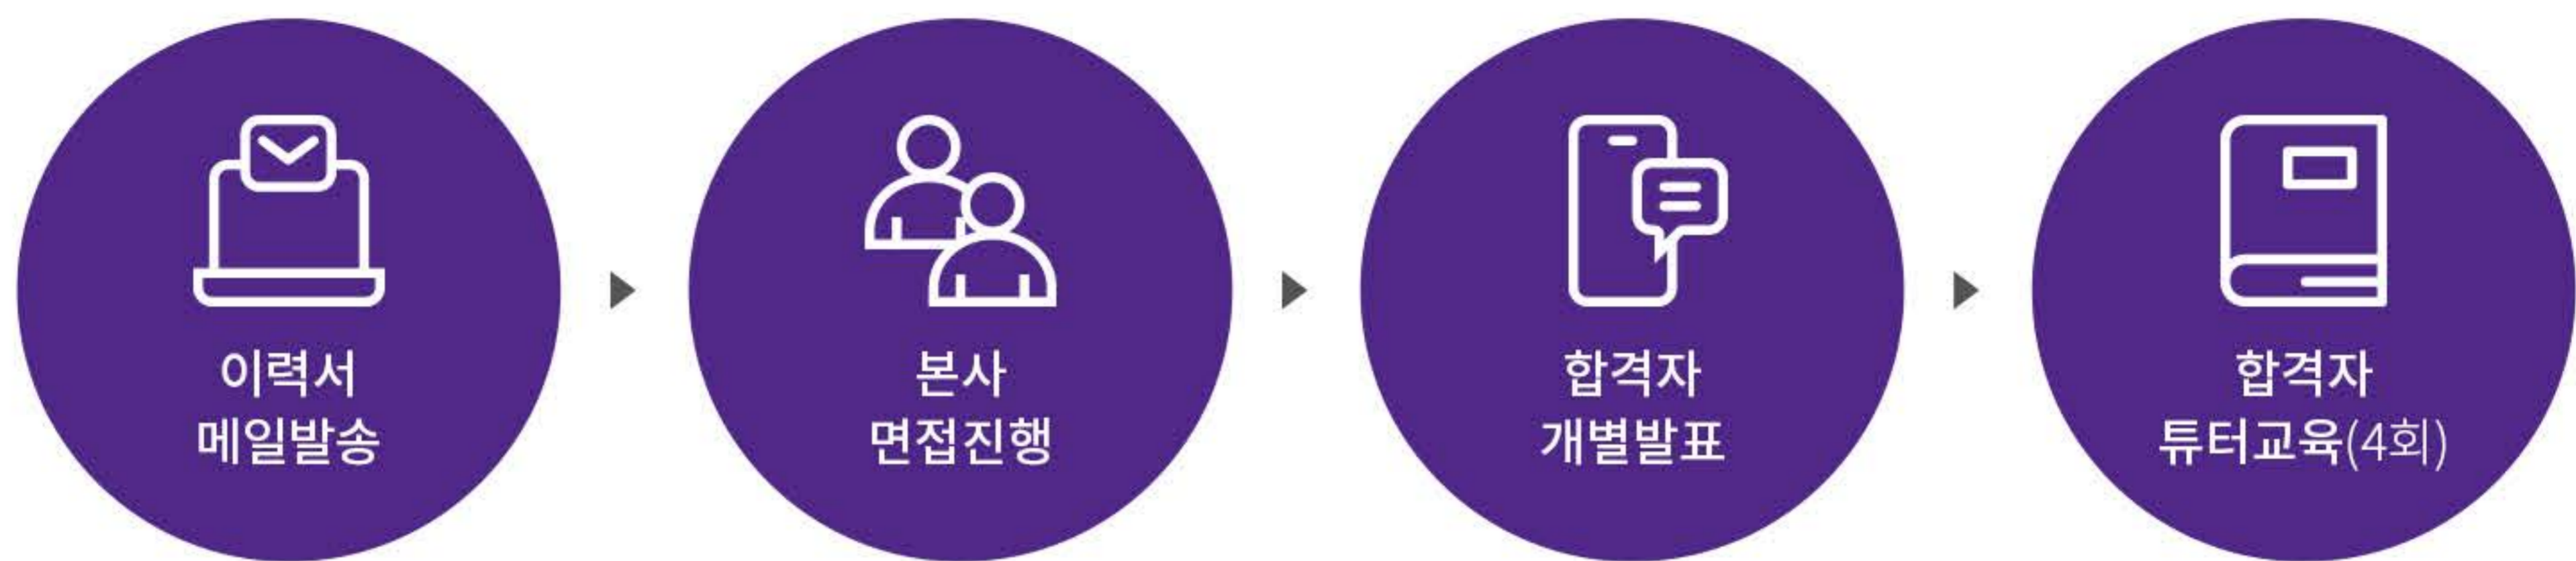 이력서
메일발송
본사
면접진행
합격자
개별발표
합격자
튜터교육(4회)